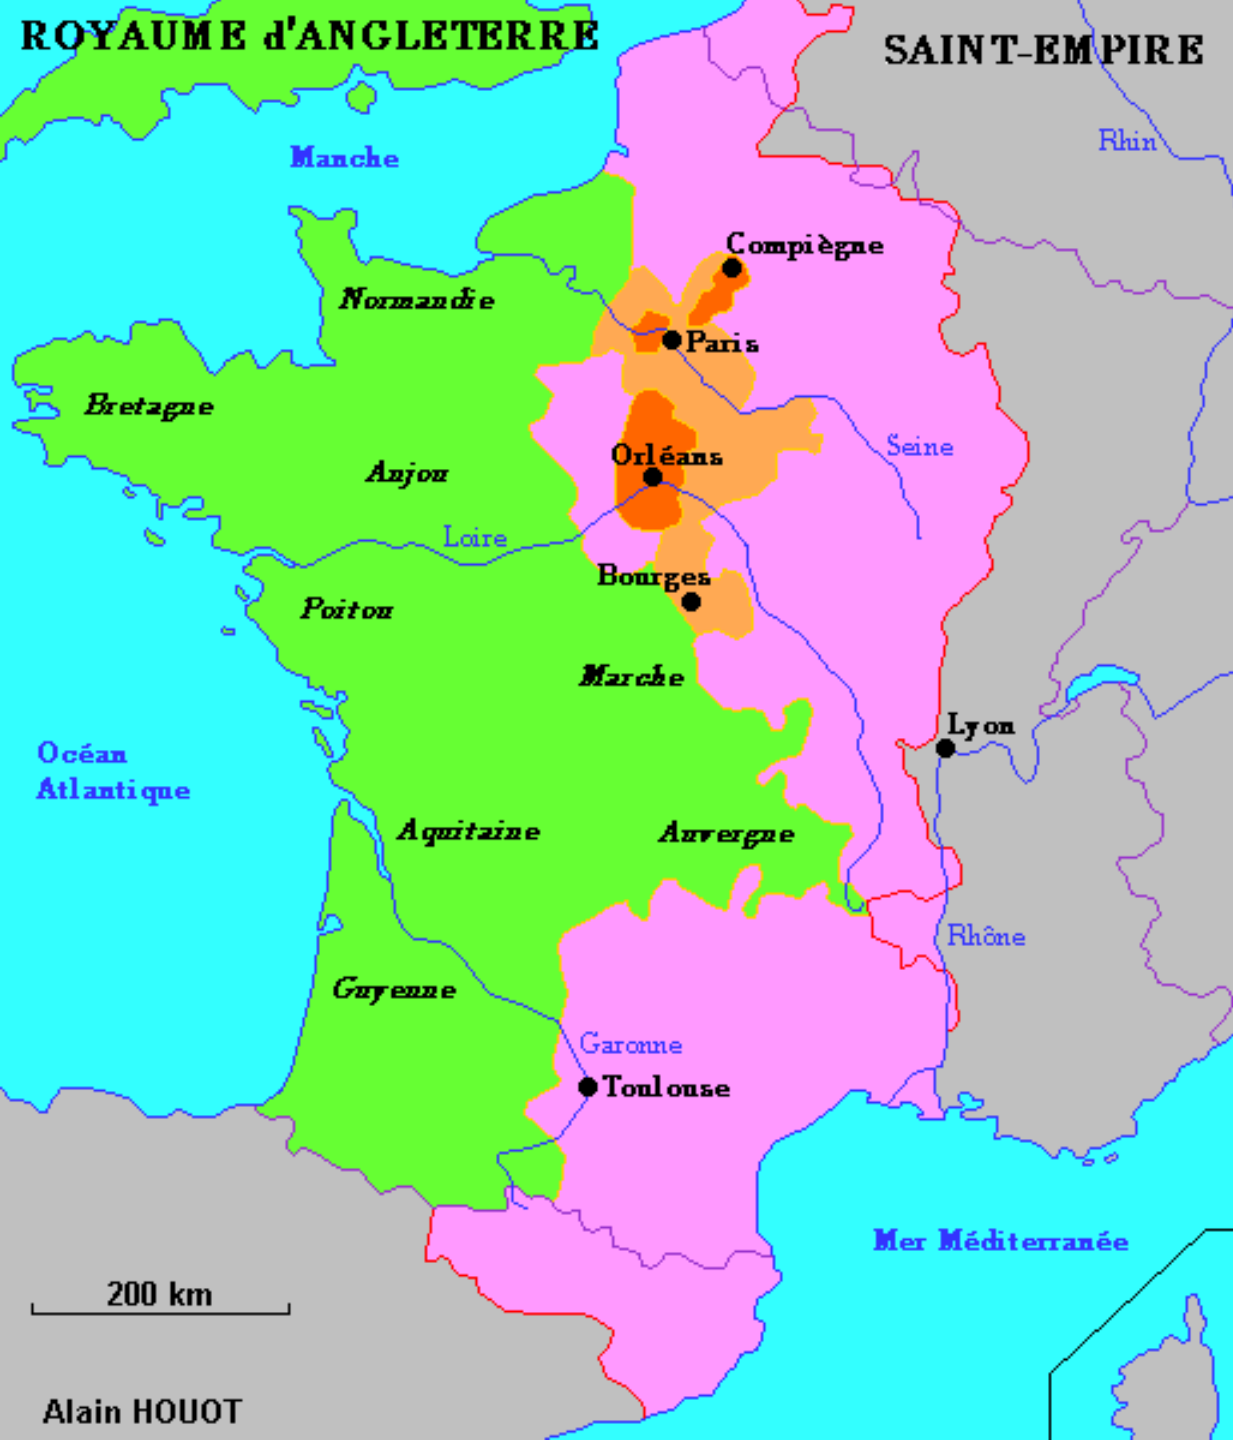 ROYAUME d'ANGLETERRE
SAINT-EMPIRE
Rhin
Manche
Compiègne
Normandie
Paris
Bretagne
Seine
Orléans
Anjou
Loire
Bourges
Poitou
Marche
Lyon
Océan
Atlantique
Aquitaine
Auvergne
Rhône
Guyenne
Garonne
Toulouse
Mer Méditerranée
200 km
Alain HOUOT